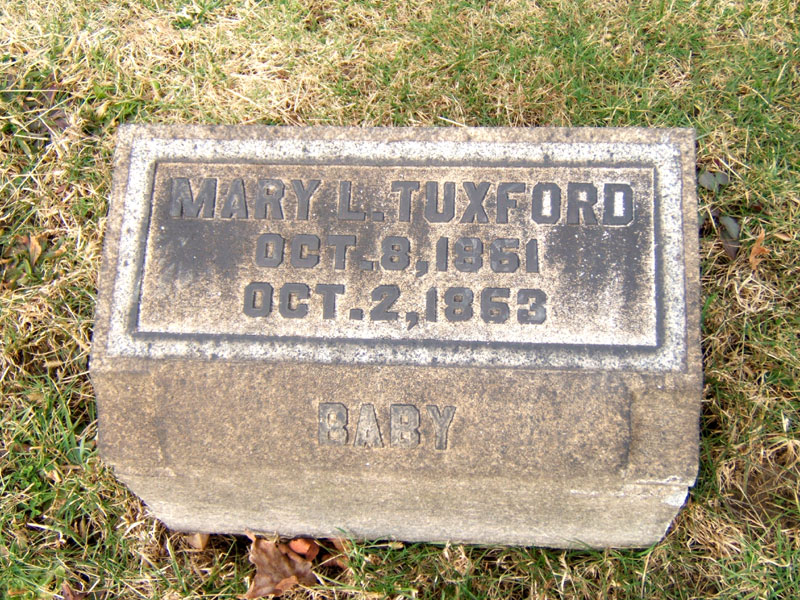 MARY L. TUXFORD
OCT. 8, 1851
OCT. 2, 1853
BABY